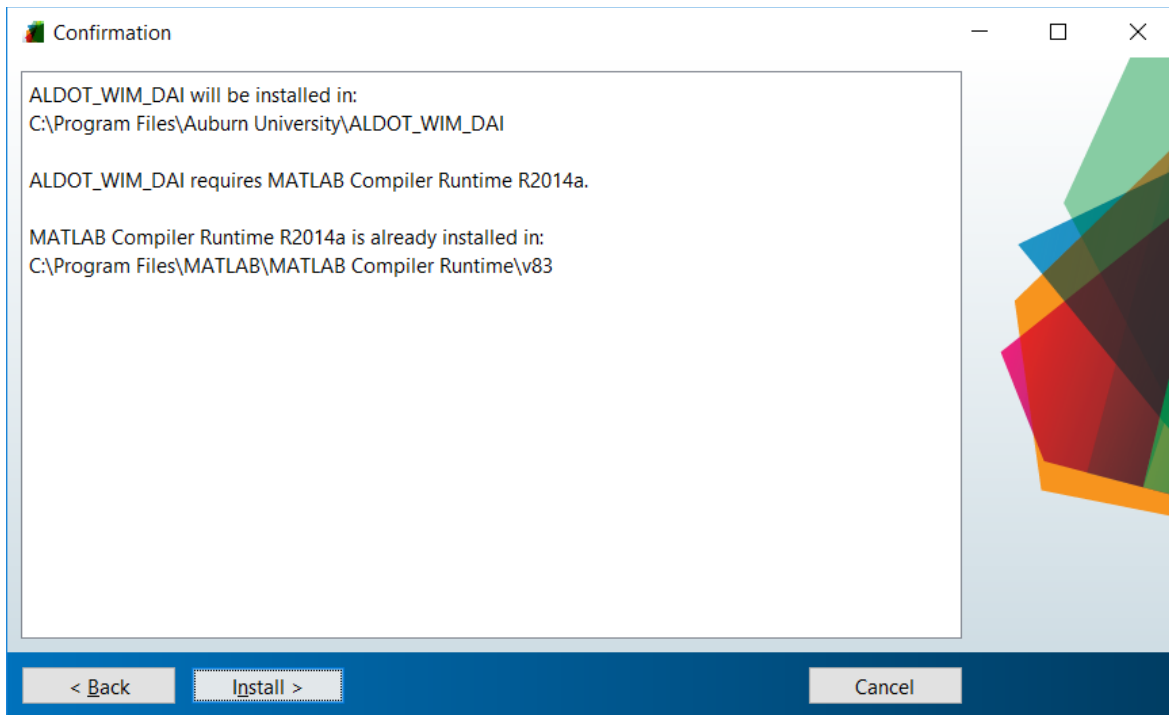 Confirmation
ALDOT_WIM_DAI will be installed in:
C:\Program Files\Auburn University\ALDOT_WIM_DAI
ALDOT_WIM_DAI requires MATLAB Compiler Runtime R2014a.
MATLAB Compiler Runtime R2014a is already installed in:
C:\Program Files\MATLAB\MATLAB Compiler Runtime\v83
< Back Install > Cancel